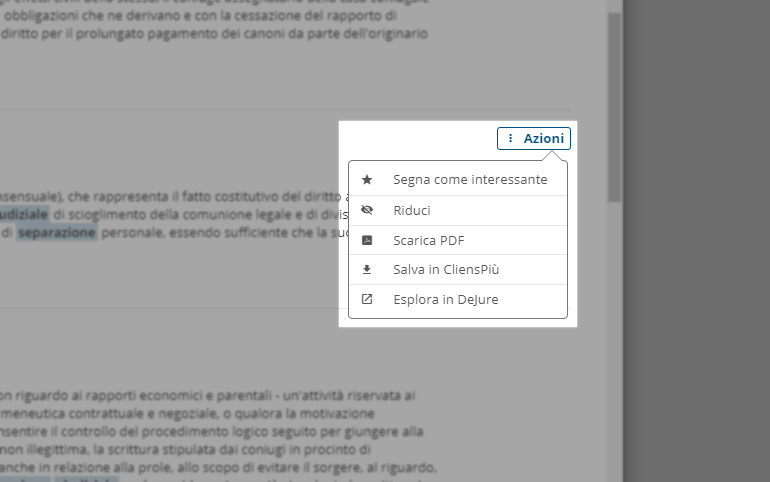 obbligazioni che ne derivano e con la cessazione del rapporto di
diritto per il prolungato pagamento dei canoni da parte dell'originario
Azioni
Segna come interessante
Riduci
Scarica PDF
Salva in CliensPiù
Esplora in DeJure
nsensuale), che rappresenta il fatto costitutivo del diritto a
udiziale di scioglimento della comunione legale e di divis
di separazione personale, essendo sufficiente che la suc
on riguardo ai rapporti economici e parentali - un'attività riservata ai
meneutica contrattuale e negoziale, o qualora la motivazione
nsentire il controllo del procedimento logico seguito per giungere alla
non illegittima, la scrittura stipulata dai coniugi in procinto di
anche in relazione alla prole, allo scopo di evitare il sorgere, al riguardo,